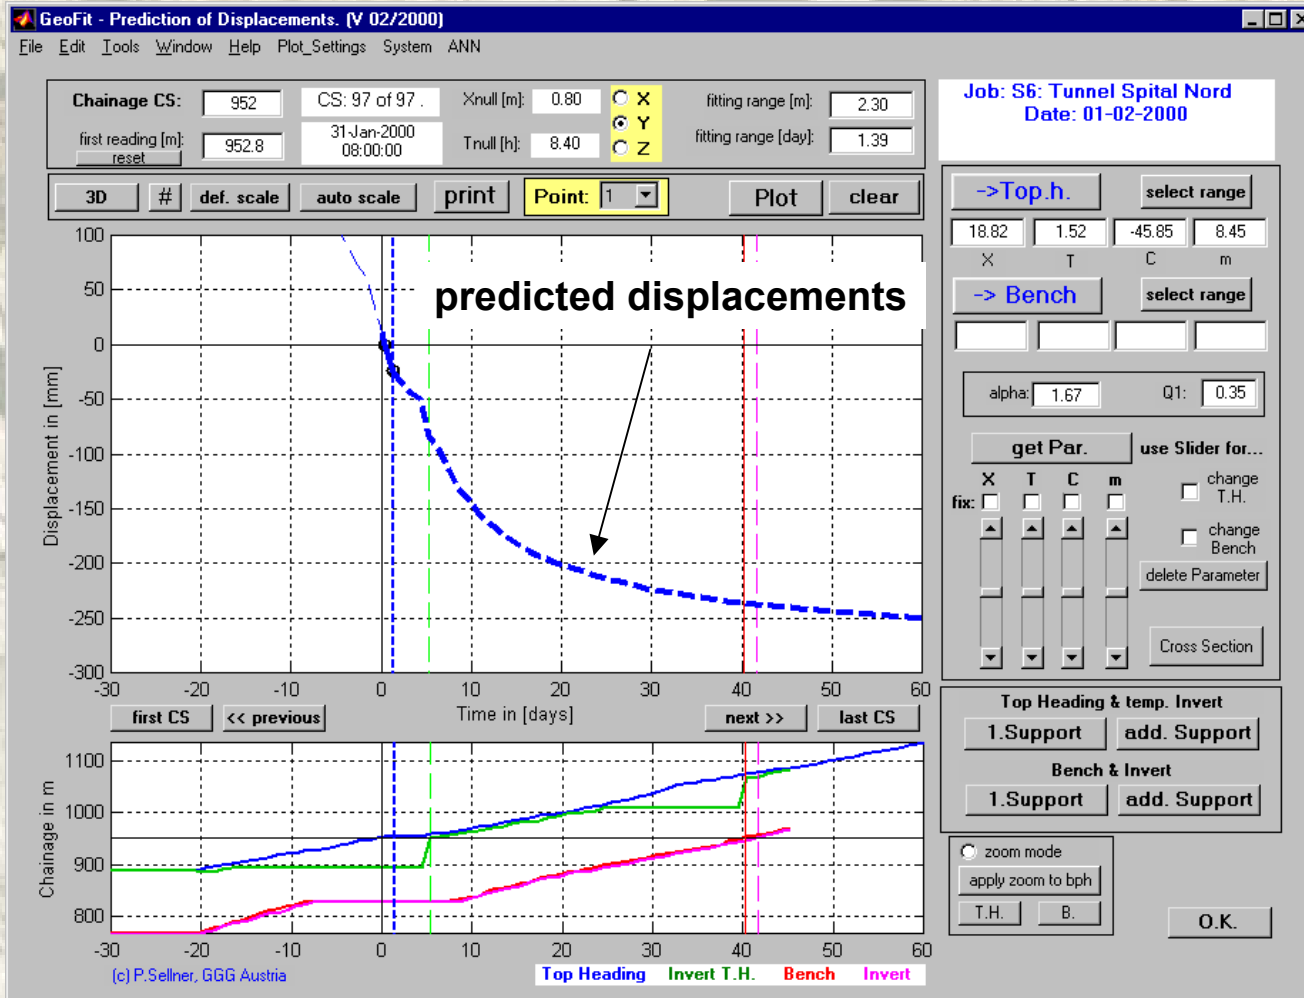 GeoFit - Prediction of Displacements. (V 02/2000)
File Edit Tools Window Help Plot_Settings System ANN
Chainage CS: 952 CS: 97 of 97 . Xnull [m]: 0.80 X fitting range [m]: 2.30
Y
first reading [m]: 952.8 31-Jan-2000 08:00:00 Tnull [h]: 8.40 Z fitting range [day]: 1.39
reset
Job: S6: Tunnel Spital Nord
Date: 01-02-2000
3D # def. scale auto scale print Point: 1 Plot clear
->Top.h. select range
18.82 1.52 -45.85 8.45
X T C m
-> Bench select range
alpha: 1.67 Q1: 0.35
get Par. use Slider for...
X T C m
fix:
change T.H.
change Bench
delete Parameter
Cross Section
predicted displacements
Displacement in [mm]
100
50
0
-50
-100
-150
-200
-250
-300
-30 -20 -10 0 10 20 30 40 50 60
Time in [days]
first CS << previous next >> last CS
Top Heading & temp. Invert
1.Support add. Support
Bench & Invert
1.Support add. Support
Chainage in m
1100
1000
900
800
-30 -20 -10 0 10 20 30 40 50 60
zoom mode
apply zoom to bph
T.H. B.
O.K.
(c) P.Sellner, GGG Austria
Top Heading Invert T.H. Bench Invert